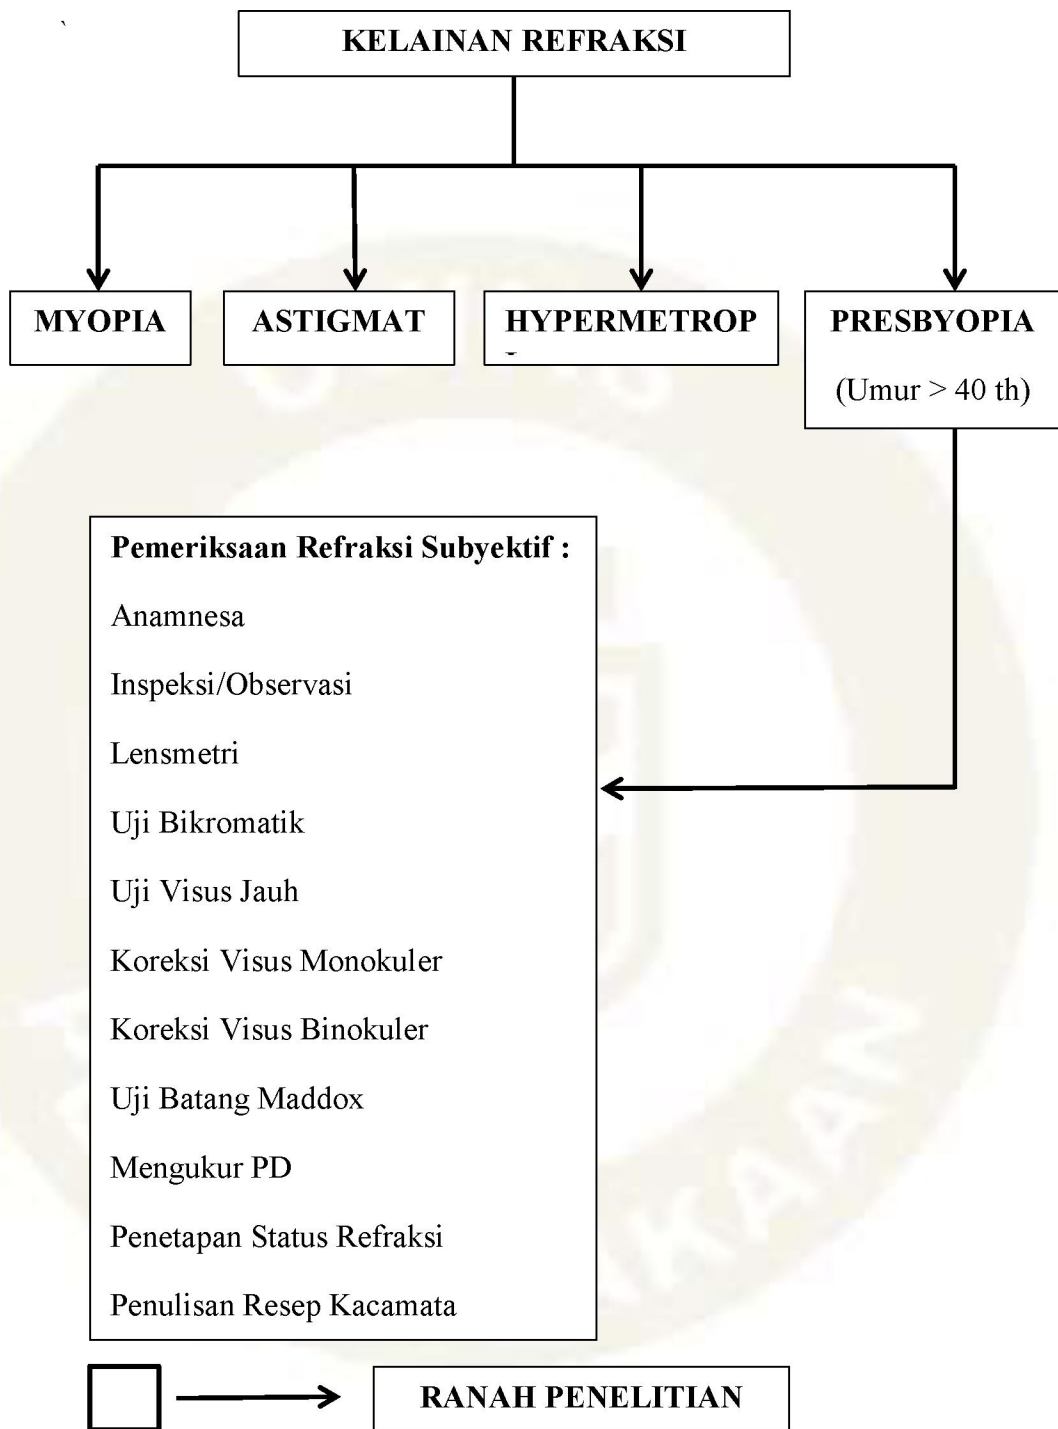 KELAINAN REFRAKSI
MYOPIA
ASTIGMAT
HYPERMETROP
PRESBYOPIA
(Umur > 40 th)
Pemeriksaan Refraksi Subyektif :
Anamnesa
Inspeksi/Observasi
Lensmetri
Uji Bikromatik
Uji Visus Jauh
Koreksi Visus Monokuler
Koreksi Visus Binokuler
Uji Batang Maddox
Mengukur PD
Penetapan Status Refraksi
Penulisan Resep Kacamata
RANAH PENELITIAN